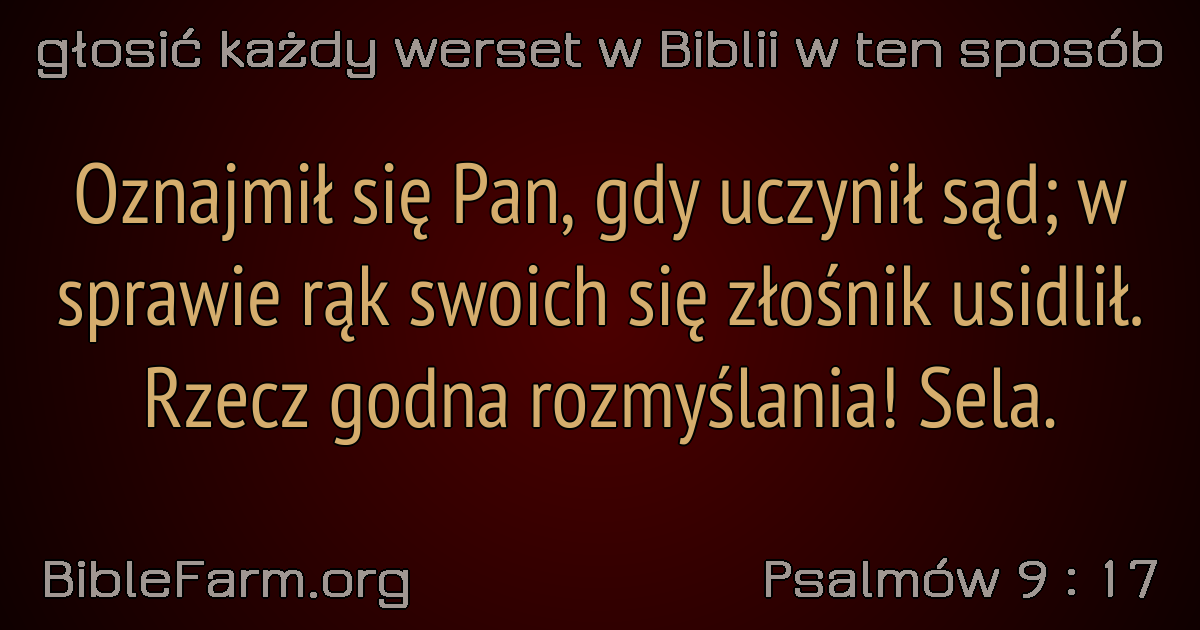 głosić każdy werset w Biblii w ten sposób
Oznajmił się Pan, gdy uczynił sąd; w
sprawie rąk swoich się złośnik usidlił.
Rzecz godna rozmyślania! Sela.
BibleFarm.org
Psalmów 9 : 17